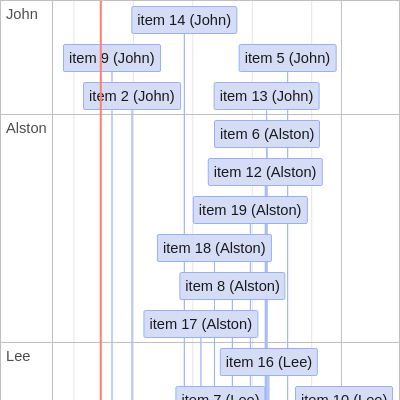 John
item 14 (John)
item 9 (John)
item 5 (John)
item 2 (John)
item 13 (John)
Alston
item 6 (Alston)
item 12 (Alston)
item 19 (Alston)
item 18 (Alston)
item 8 (Alston)
item 17 (Alston)
Lee
item 16 (Lee)
item 7 (Lee)
item 10 (Lee)